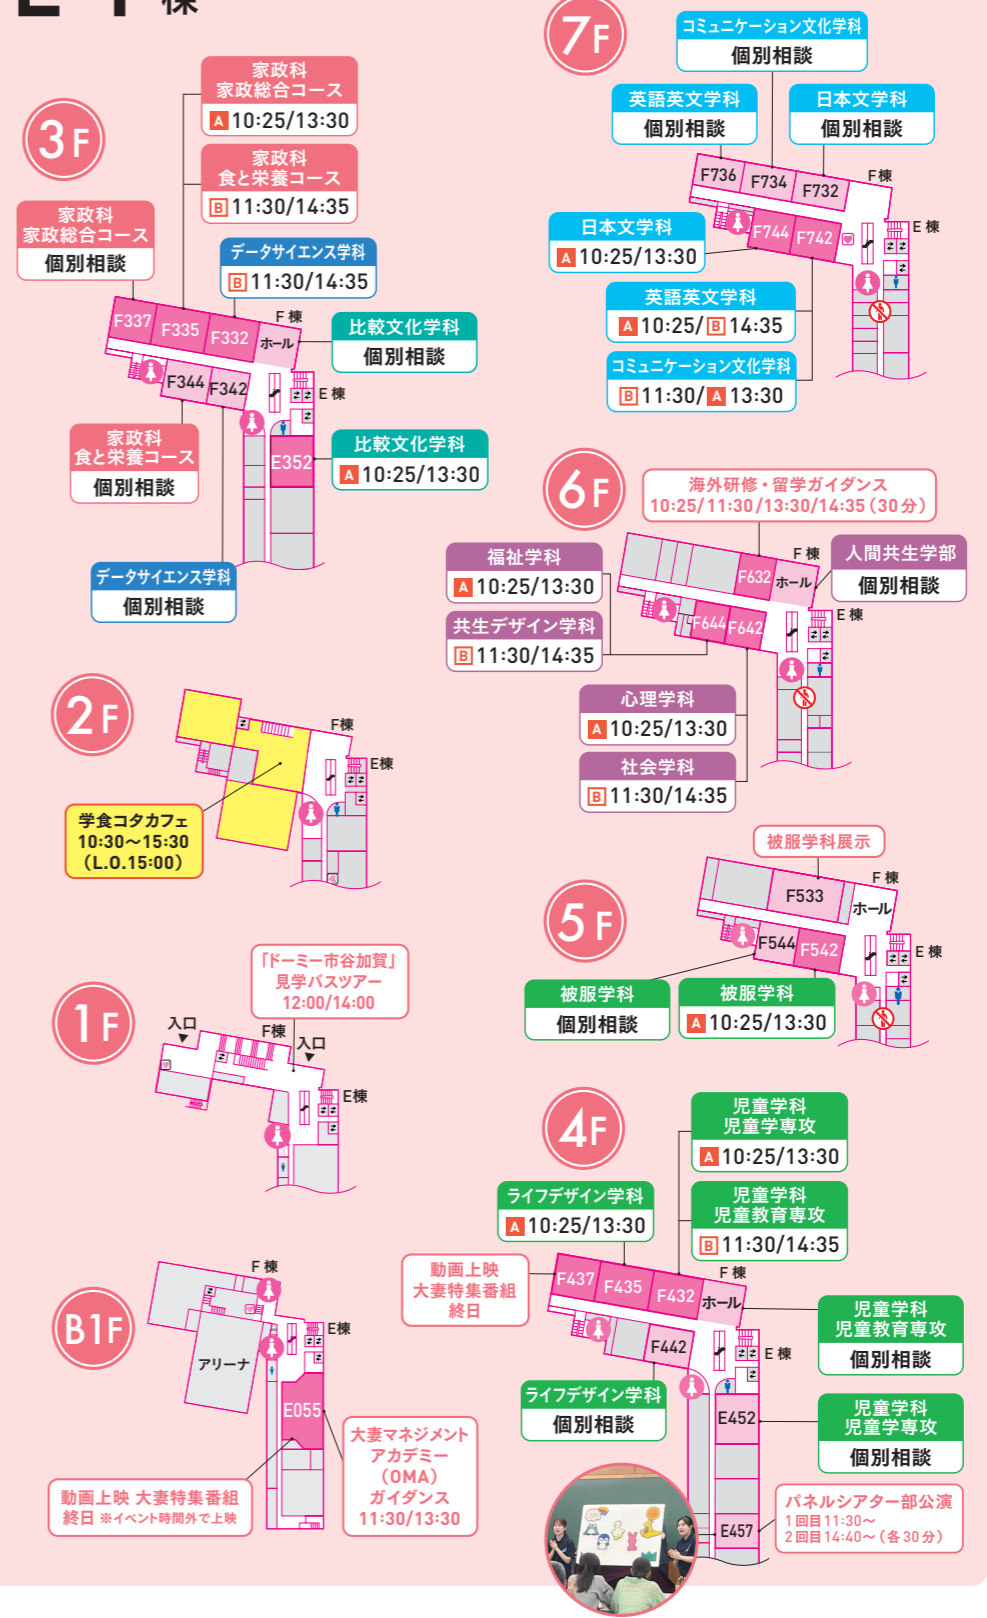 E・F棟
3F
家政科
家政総合コース
A 10:25/13:30
家政科
食と栄養コース
B 11:30/14:35
家政科
家政総合コース
個別相談
データサイエンス学科
B 11:30/14:35
F337
F335
F332
ホール
F棟
比較文化学科
個別相談
F344
F342
E棟
家政科
食と栄養コース
個別相談
E352
比較文化学科
A 10:25/13:30
データサイエンス学科
個別相談
2F
F棟
E棟
学食コタカフェ
10:30～15:30
(L.O.15:00)
1F
「ドーミー市谷加賀」
見学バスツアー
12:00/14:00
入口
F棟
入口
E棟
B1F
F棟
E棟
アリーナ
E055
動画上映 大妻特集番組
終日 ※イベント時間外で上映
大妻マネジメント
アカデミー
(OMA)
ガイダンス
11:30/13:30
7F
コミュニケーション文化学科
個別相談
英語英文学科
個別相談
日本文学科
個別相談
F736
F734
F732
F棟
日本文学科
A 10:25/13:30
F744
F742
E棟
英語英文学科
A 10:25/B 14:35
コミュニケーション文化学科
B 11:30/A 13:30
6F
海外研修・留学ガイダンス
10:25/11:30/13:30/14:35(30分)
福祉学科
A 10:25/13:30
共生デザイン学科
B 11:30/14:35
F632
ホール
F棟
人間共生学部
個別相談
F644
F642
E棟
心理学科
A 10:25/13:30
社会学科
B 11:30/14:35
5F
被服学科展示
F533
ホール
F棟
F544
F542
E棟
被服学科
個別相談
被服学科
A 10:25/13:30
4F
児童学科
児童学専攻
A 10:25/13:30
児童学科
児童教育専攻
B 11:30/14:35
ライフデザイン学科
A 10:25/13:30
動画上映
大妻特集番組
終日
F437
F435
F432
ホール
F棟
児童学科
児童教育専攻
個別相談
F442
E棟
ライフデザイン学科
個別相談
E452
児童学科
児童学専攻
個別相談
E457
パネルシアター部公演
1回目11:30～
2回目14:40～(各30分)